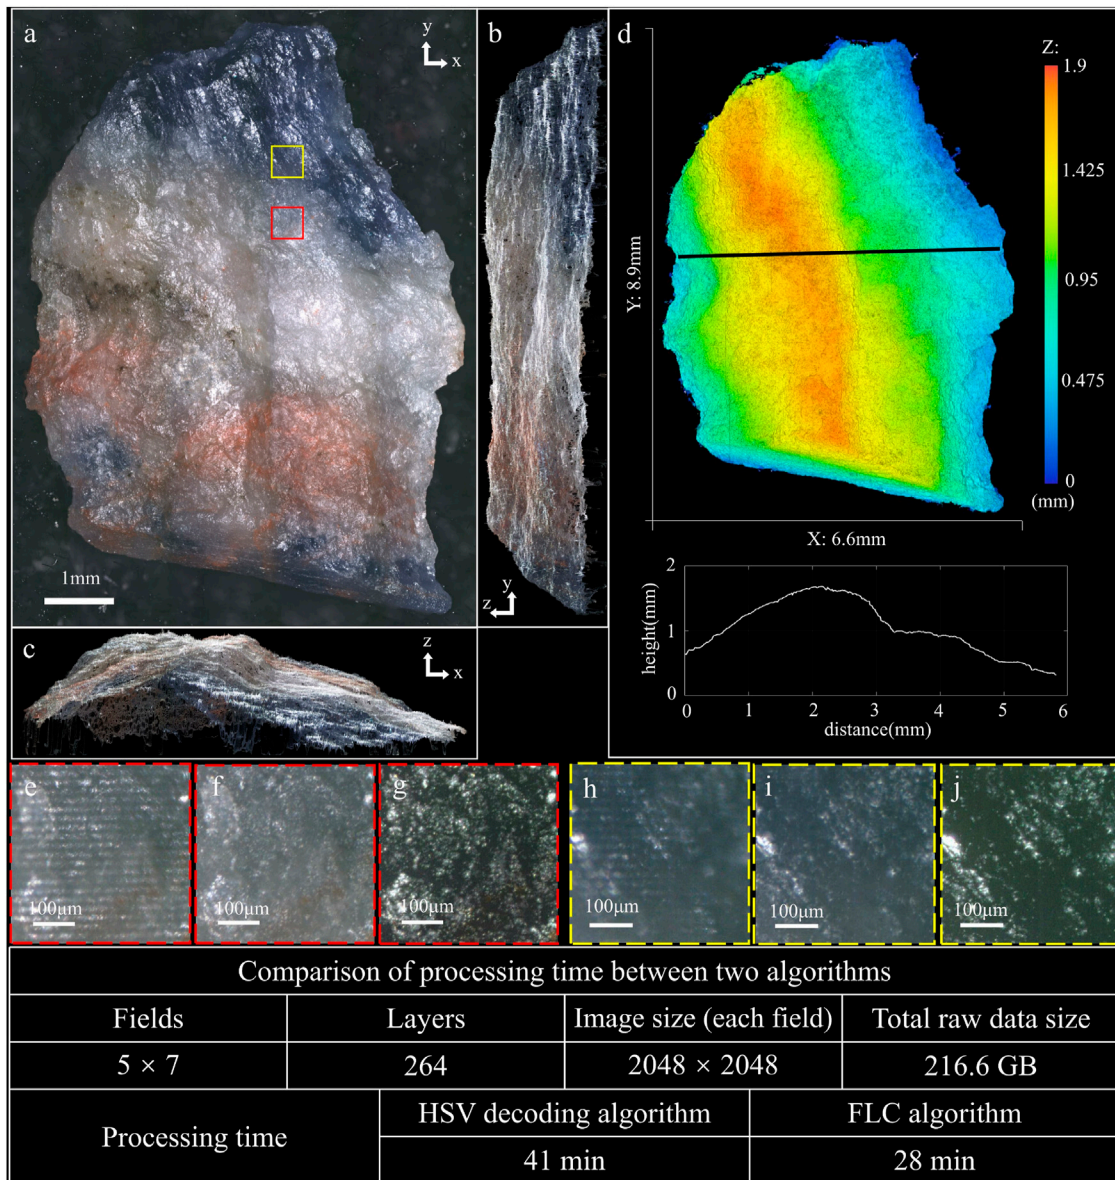 a
y
x
1mm
b
y
z
c
z
x
d
Z:
1.9
1.425
0.95
0.475
0
(mm)
Y: 8.9mm
X: 6.6mm
height(mm)
2
1
0
0 1 2 3 4 5 6
distance(mm)
e
100μm
f
100μm
g
100μm
h
100μm
i
100μm
j
100μm
Comparison of processing time between two algorithms
Fields Layers Image size (each field) Total raw data size
5 × 7 264 2048 × 2048 216.6 GB
Processing time
HSV decoding algorithm FLC algorithm
41 min 28 min